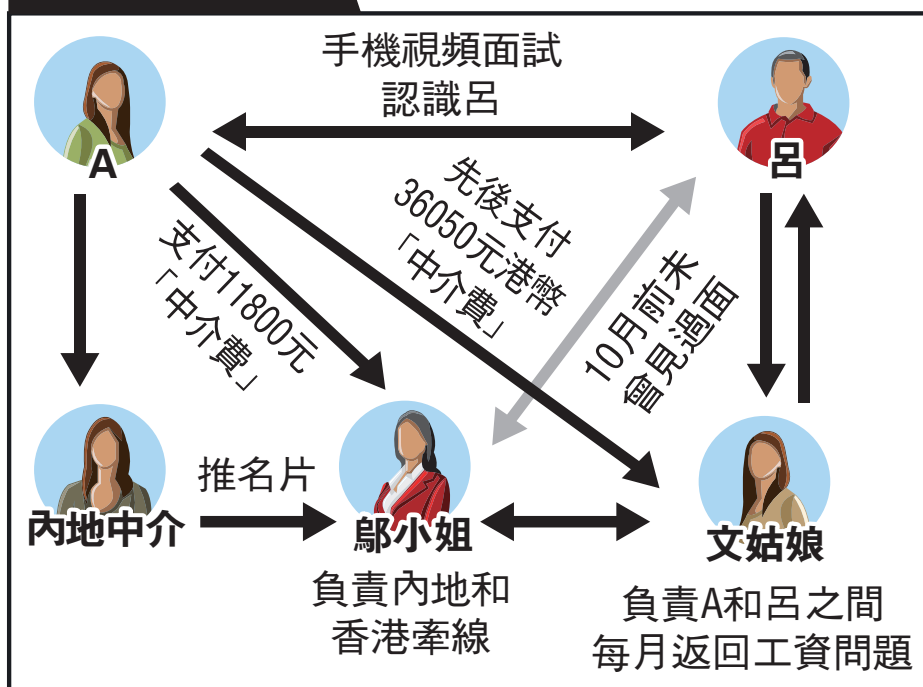 手機視頻面試
認識呂
A
呂
先後支付
36050元港幣
「中介費」
支付11800元
「中介費」
10月前未
會見過面
推名片
內地中介
鄔小姐
文姑娘
負責內地和
香港牽線
負責A和呂之間
每月返回工資問題